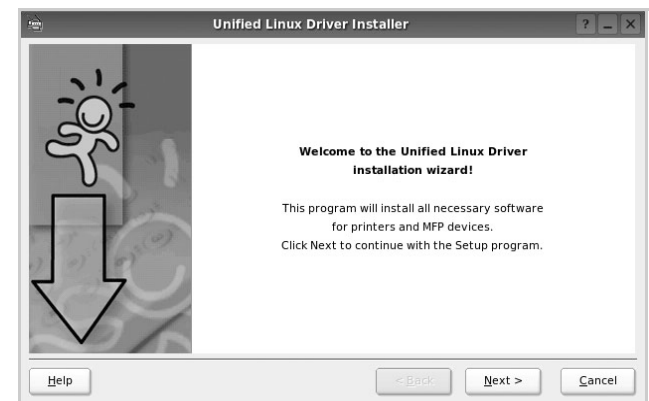 Unified Linux Driver Installer
Welcome to the Unified Linux Driver
installation wizard!
This program will install all necessary software
for printers and MFP devices.
Click Next to continue with the Setup program.
Help
< Back
Next >
Cancel